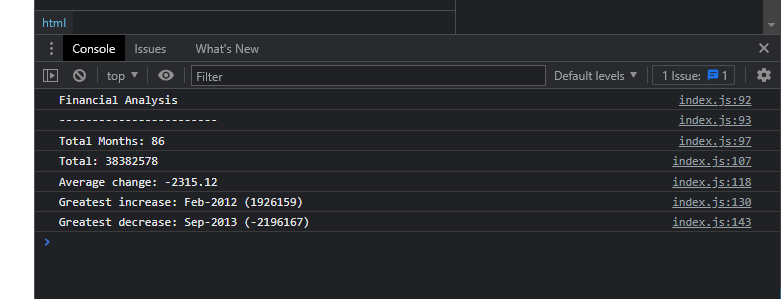 html
Console Issues What's New
top Filter Default levels 1 Issue: 1
Financial Analysis index.js:92
------------------------ index.js:93
Total Months: 86 index.js:97
Total: 38382578 index.js:107
Average change: -2315.12 index.js:118
Greatest increase: Feb-2012 (1926159) index.js:130
Greatest decrease: Sep-2013 (-2196167) index.js:143